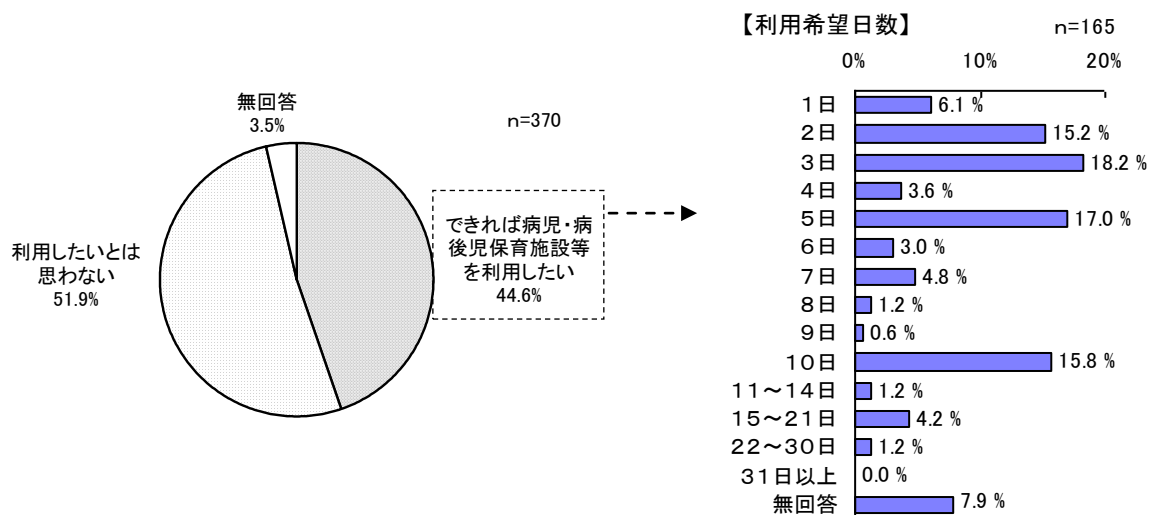 無回答
3.5%
n=370
できれば病児・病
後児保育施設等
を利用したい
44.6%
利用したいとは
思わない
51.9%
【利用希望日数】
n=165
0% 10% 20%
1日 6.1 %
2日 15.2 %
3日 18.2 %
4日 3.6 %
5日 17.0 %
6日 3.0 %
7日 4.8 %
8日 1.2 %
9日 0.6 %
10日 15.8 %
11~14日 1.2 %
15~21日 4.2 %
22~30日 1.2 %
31日以上 0.0 %
無回答 7.9 %